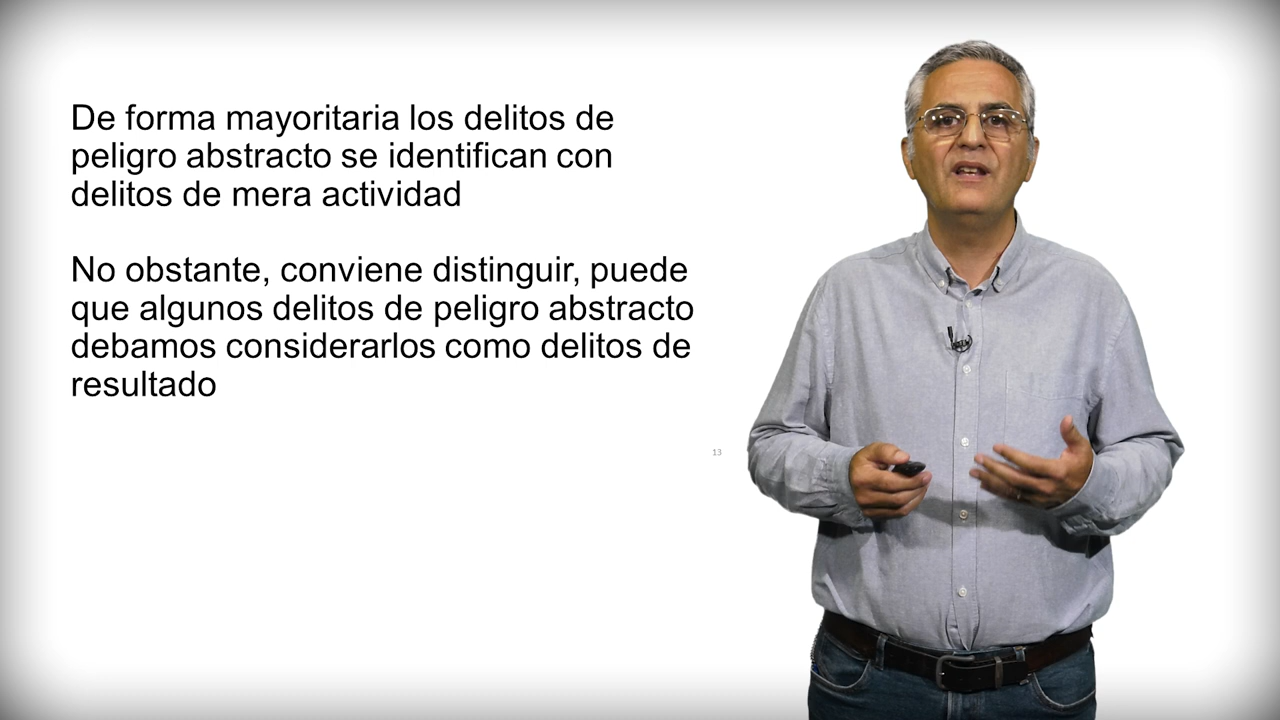 De forma mayoritaria los delitos de
peligro abstracto se identifican con
delitos de mera actividad
No obstante, conviene distinguir, puede
que algunos delitos de peligro abstracto
debamos considerarlos como delitos de
resultado
13